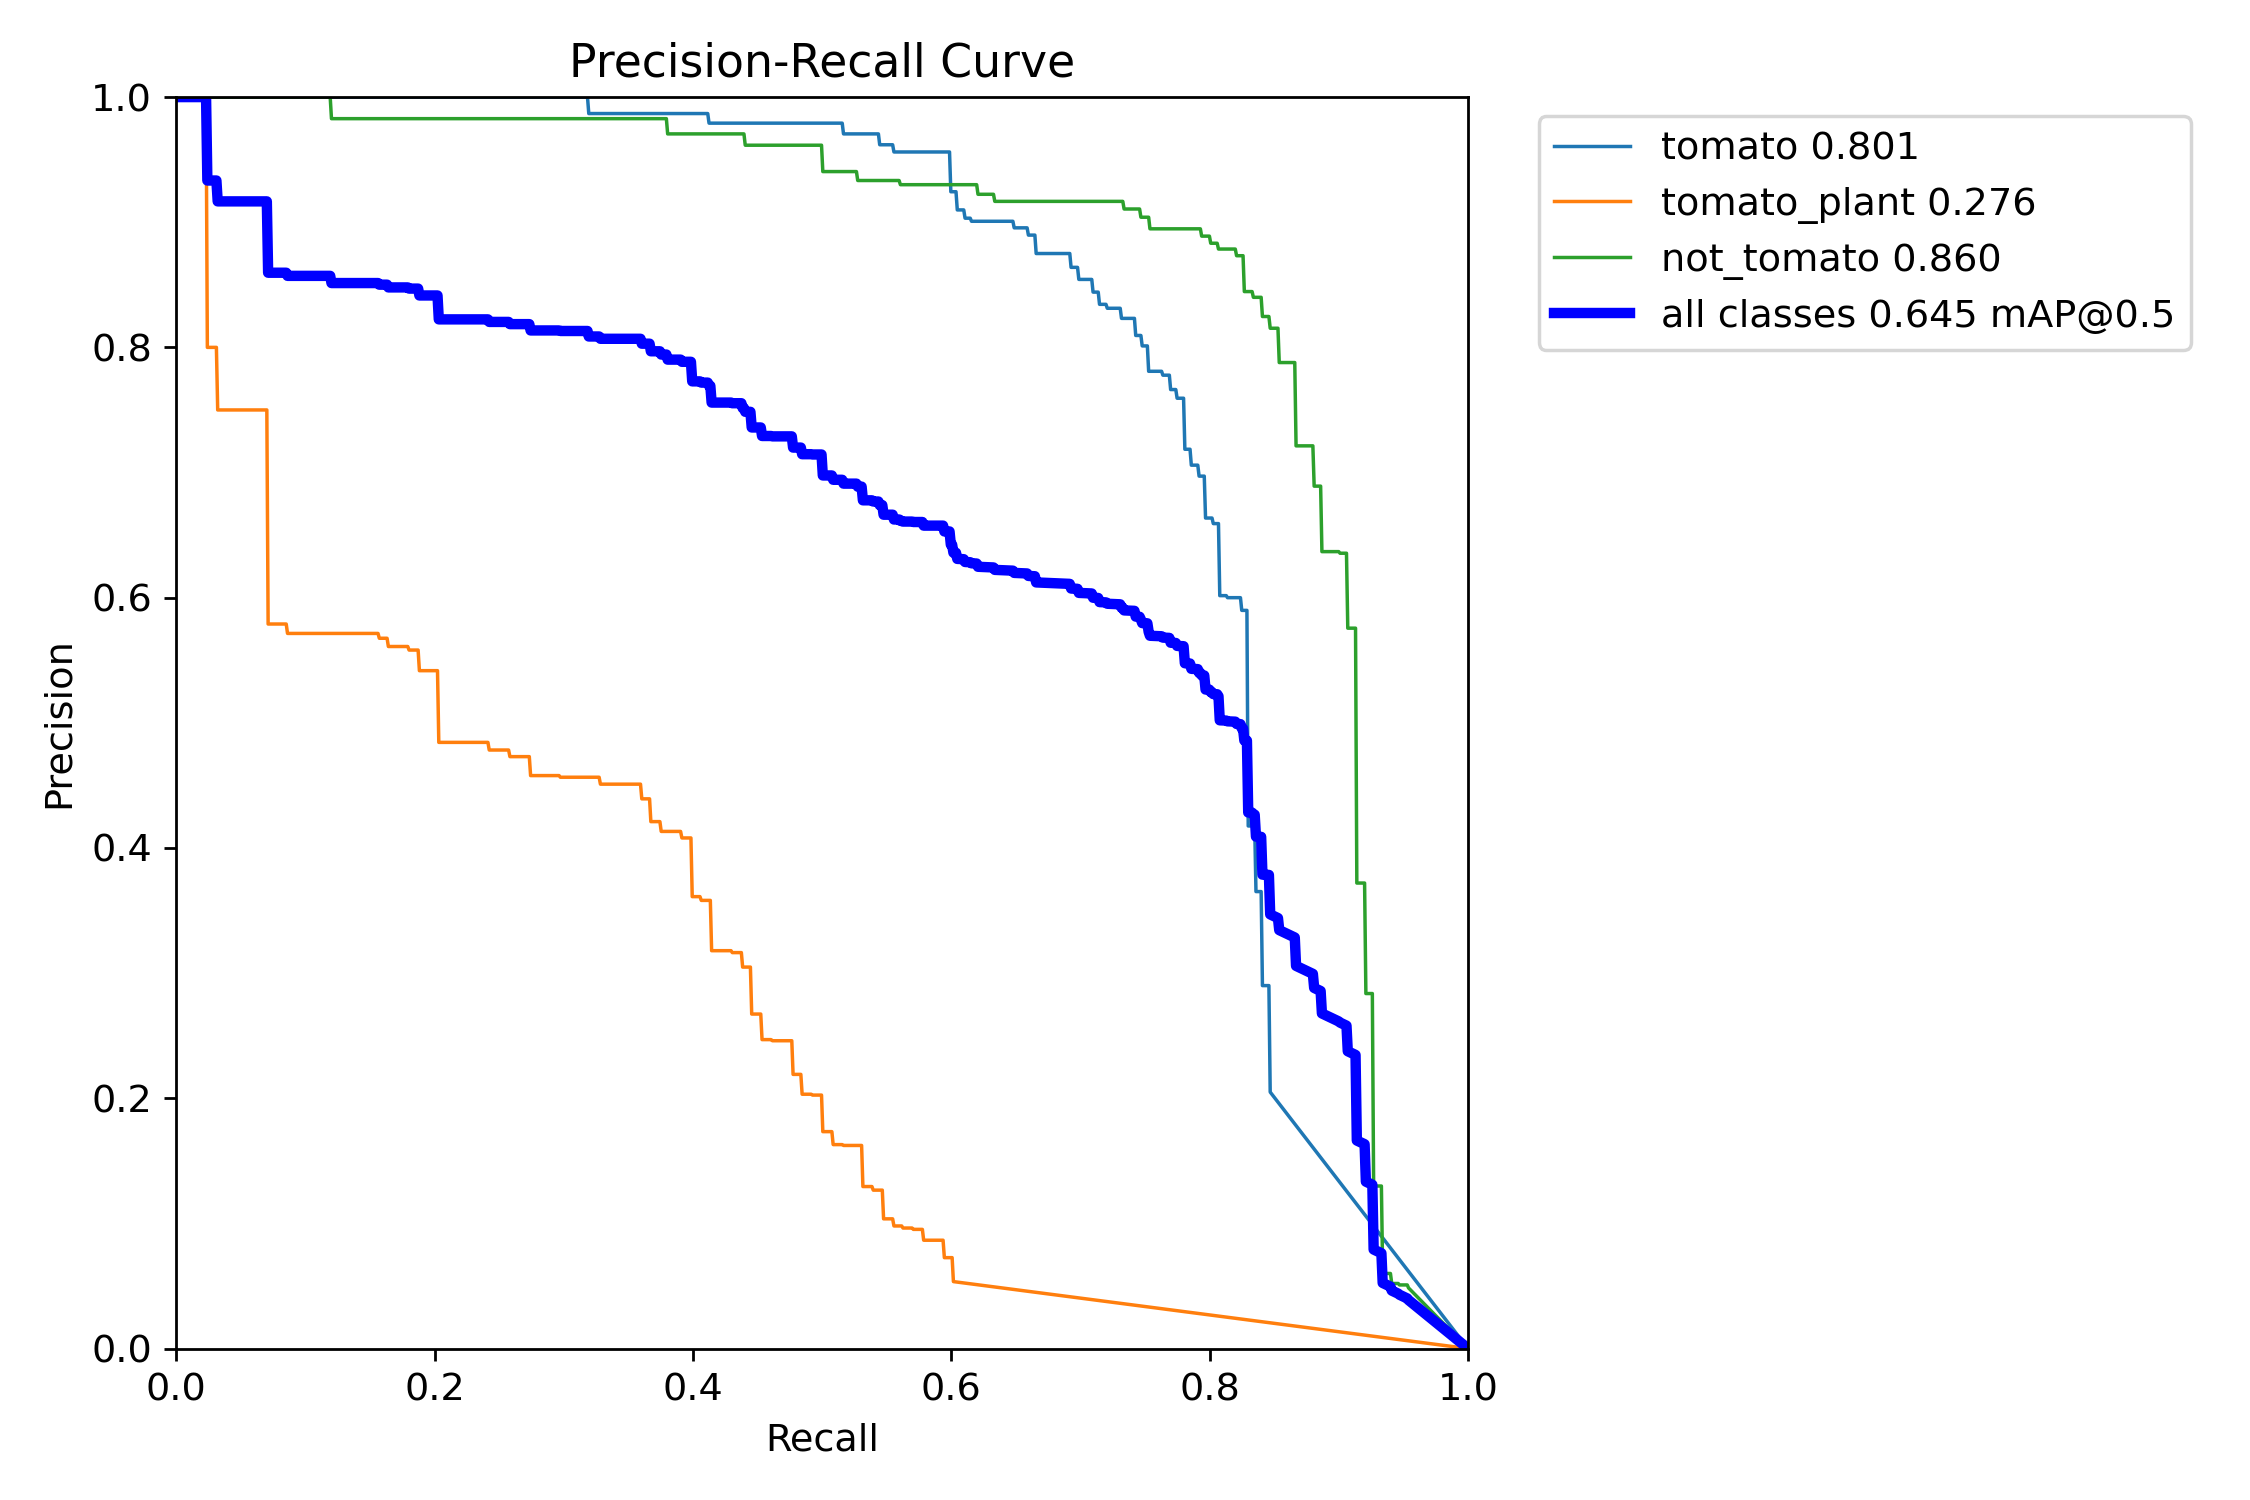 Precision-Recall Curve
1.0
0.8
0.6
0.4
0.2
0.0
Precision
0.0 0.2 0.4 0.6 0.8 1.0
Recall
tomato 0.801
tomato_plant 0.276
not_tomato 0.860
all classes 0.645 mAP@0.5